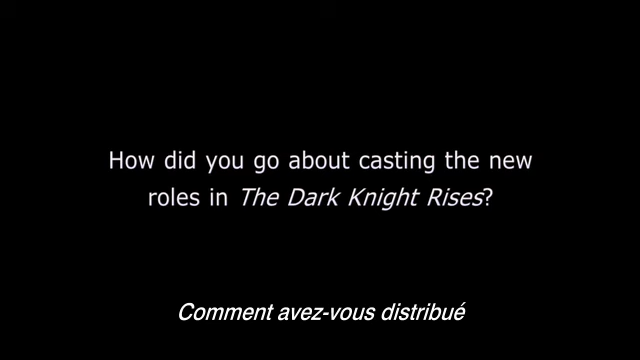 How did you go about casting the new
roles in The Dark Knight Rises?
Comment avez-vous distribué